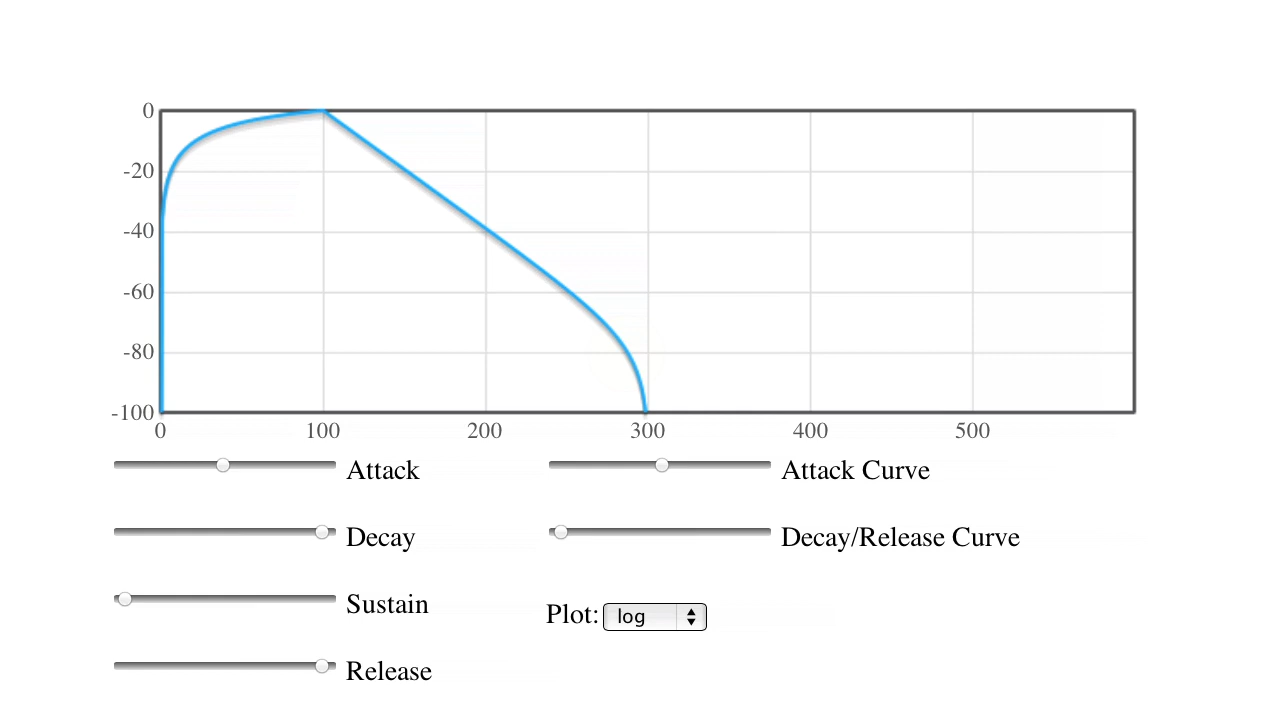 0
-20
-40
-60
-80
-100
0 100 200 300 400 500
Attack Attack Curve
Decay Decay/Release Curve
Sustain Plot: log
Release